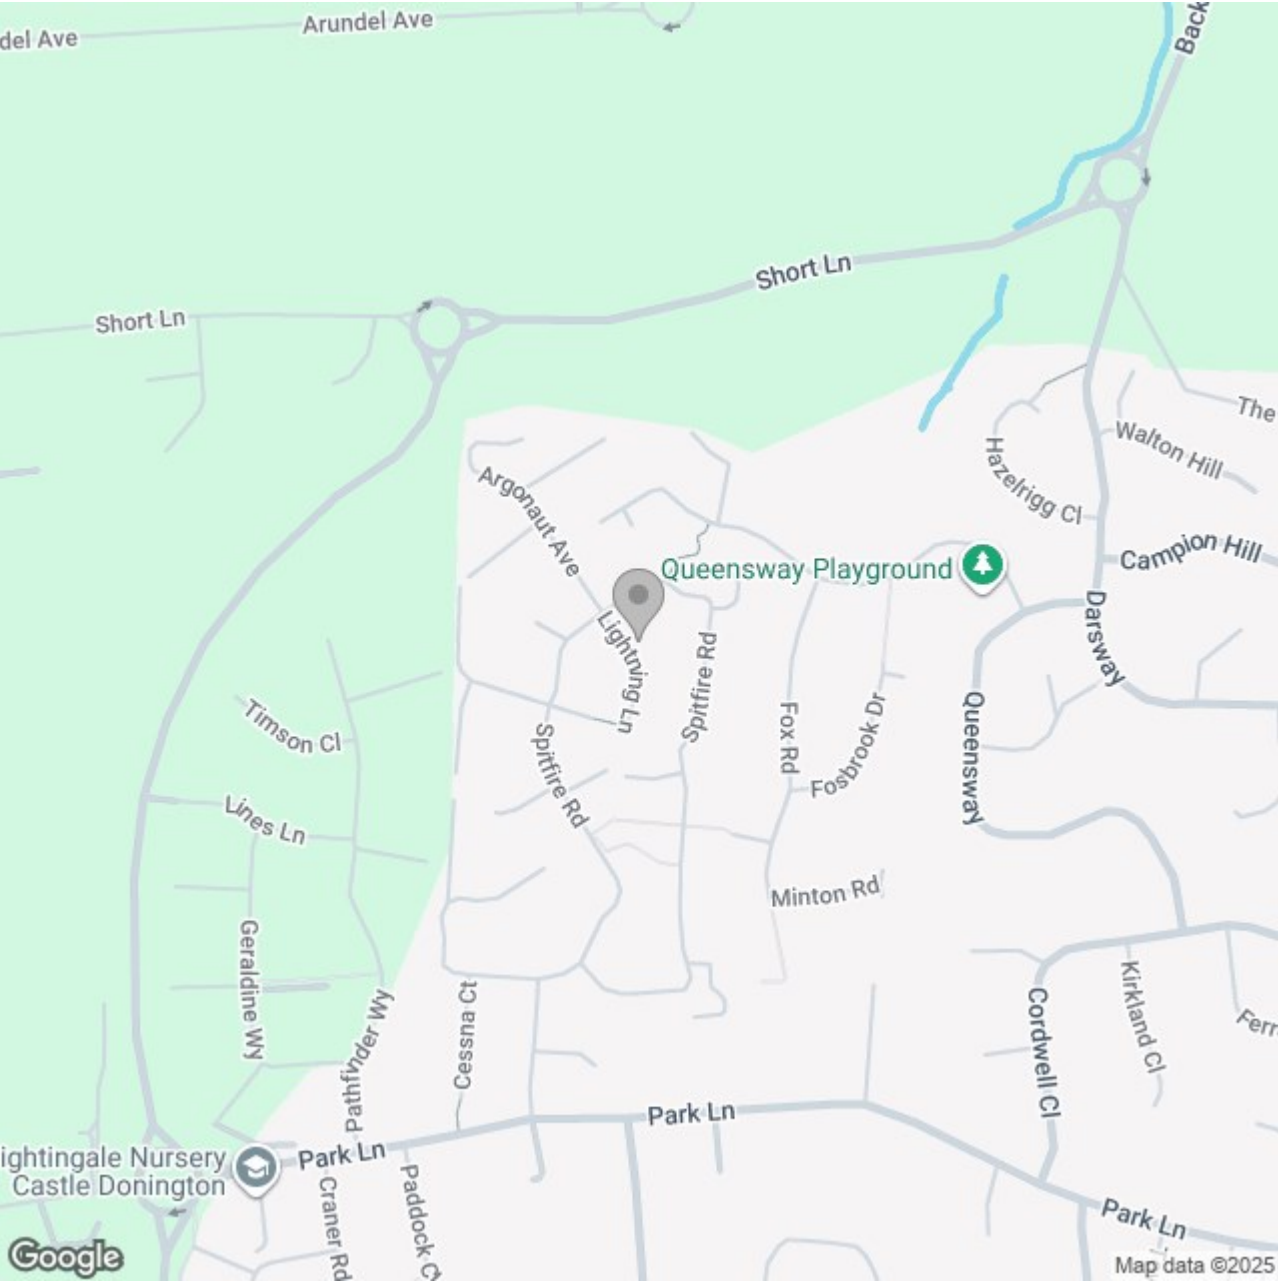 Arundel Ave
del Ave
Back
Short Ln
Short Ln
The
Walton Hill
Hazelrigg Cl
Argonaut Ave
Campion Hill
Queensway Playground
Darsway
Lightning Ln
Spitfire Rd
Timson Cl
Queensway
Fox Rd
Fosbrook Dr
Spitfire Rd
Lines Ln
Minton Rd
Geraldine Wy
Kirkland Cl
Cessna Ct
Pathfinder Wy
Cordwell Cl
Ferr
Park Ln
ightingale Nursery
Castle Donington
Park Ln
Craner Rd
Paddock C
Park Ln
Google
Map data ©2025